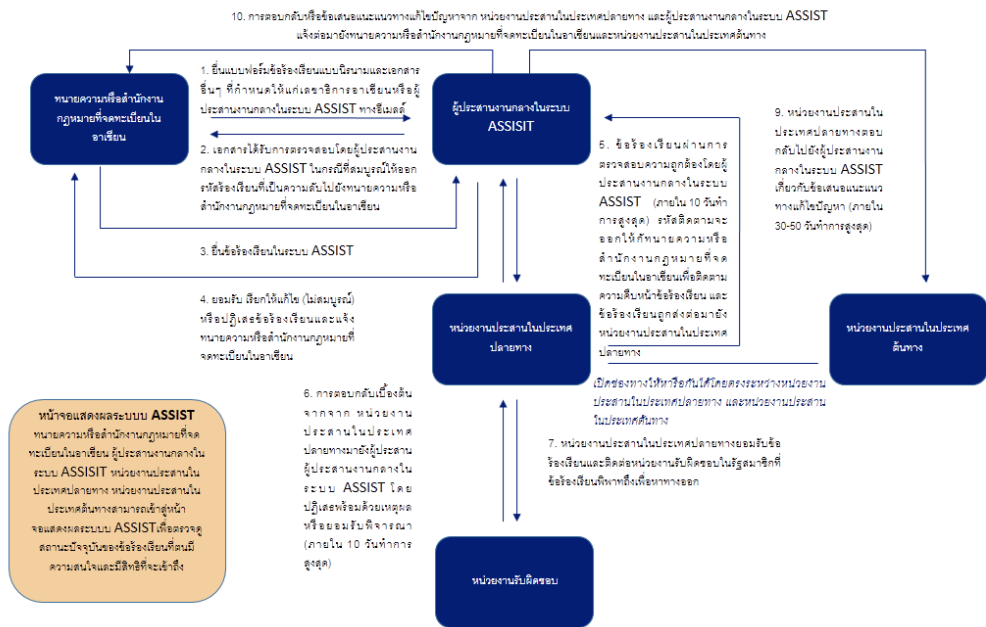 10. การตอบกลับหรือข้อเสนอแนะแนวทางแก้ไขปัญหาจาก หน่วยงานประสานในประเทศปลายทาง และผู้ประสานงานกลางในระบบ ASSIST
แจ้งต่อมายังทนายความหรือสำนักงานกฎหมายที่จดทะเบียนในอาเซียนและหน่วยงานประสานในประเทศต้นทาง
ทนายความหรือสำนักงาน
กฎหมายที่จดทะเบียนใน
อาเซียน
1. ยื่นแบบฟอร์มข้อร้องเรียนแบบนิรนามและเอกสาร
อื่นๆ ที่กำหนดให้แก่เลขาธิการอาเซียนหรือผู้
ประสานงานกลางในระบบ ASSIST ทางอีเมลล์
2. เอกสารได้รับการตรวจสอบโดยผู้ประสานงาน
กลางในระบบ ASSIST ในกรณีที่สมบูรณ์ให้ออก
รหัสร้องเรียนที่เป็นความลับไปยังทนายความหรือ
สำนักงานกฎหมายที่จดทะเบียนในอาเซียน
3. ยื่นข้อร้องเรียนในระบบ ASSIST
4. ยอมรับ เรียกให้แก้ไข (ไม่สมบูรณ์)
หรือปฏิเสธข้อร้องเรียนและแจ้ง
ทนายความหรือสำนักงานกฎหมายที่
จดทะเบียนในอาเซียน
ผู้ประสานงานกลางในระบบ
ASSISIT
5. ข้อร้องเรียนผ่านการ
ตรวจสอบความถูกต้องโดยผู้
ประสานงานกลางในระบบ
ASSIST (ภายใน 10 วันทำ
การสูงสุด) รหัสติดตามจะ
ออกให้กัทนายความหรือ
สำนักงานกฎหมายที่จด
ทะเบียนในอาเซียนเพื่อติดตาม
ความคืบหน้าข้อร้องเรียน และ
ข้อร้องเรียนถูกส่งต่อมายัง
หน่วยงานประสานในประเทศ
ปลายทาง
9. หน่วยงานประสานใน
ประเทศปลายทางตอบ
กลับไปยังผู้ประสานงาน
กลางในระบบ ASSIST
เกี่ยวกับข้อเสนอแนะแนว
ทางแก้ไขปัญหา (ภายใน
30-50 วันทำการสูงสุด)
หน่วยงานประสานในประเทศ
ปลายทาง
หน่วยงานประสานในประเทศ
ต้นทาง
เปิดช่องทางให้หารือกันได้โดยตรงระหว่างหน่วยงาน
ประสานในประเทศปลายทาง และหน่วยงานประสาน
ในประเทศต้นทาง
6. การตอบกลับเบื้องต้น
จากจาก หน่วยงาน
ประสานในประเทศ
ปลายทางมายังผู้ประสาน
ผู้ประสานงานกลางใน
ระบบ ASSIST โดย
ปฏิเสธพร้อมด้วยเหตุผล
หรือยอมรับพิจารณา
(ภายใน 10 วันทำการ
สูงสุด)
7. หน่วยงานประสานในประเทศปลายทางยอมรับข้อ
ร้องเรียนและติดต่อหน่วยงานรับผิดชอบในรัฐสมาชิกที่
ข้อร้องเรียนพิพาทถึงเพื่อหาทางออก
หน่วยงานรับผิดชอบ
หน้าจอแสดงผลระบบบ ASSIST
ทนายความหรือสำนักงานกฎหมายที่จด
ทะเบียนในอาเซียน ผู้ประสานงานกลางใน
ระบบ ASSISIT หน่วยงานประสานใน
ประเทศปลายทาง หน่วยงานประสานใน
ประเทศต้นทางสามารถเข้าสู่หน้า
จอแสดงผลระบบบ ASSISTเพื่อตรวจดู
สถานะปัจจุบันของข้อร้องเรียนที่ตนมี
ความสนใจและมีสิทธิที่จะเข้าถึง